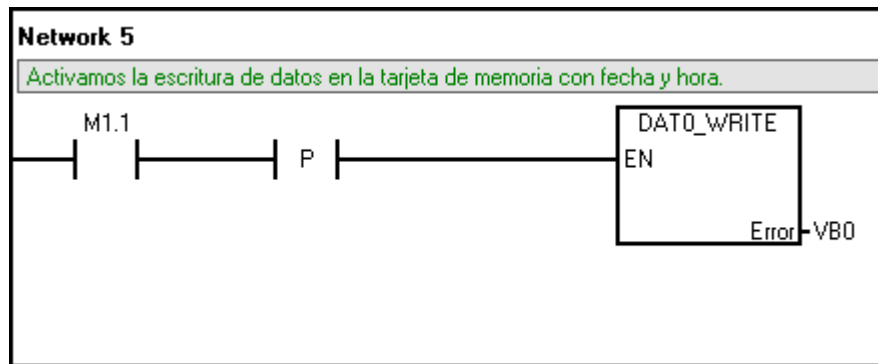 Network 5
Activamos la escritura de datos en la tarjeta de memoria con fecha y hora.
M1.1
P
DAT0_WRITE
EN
Error
VB0